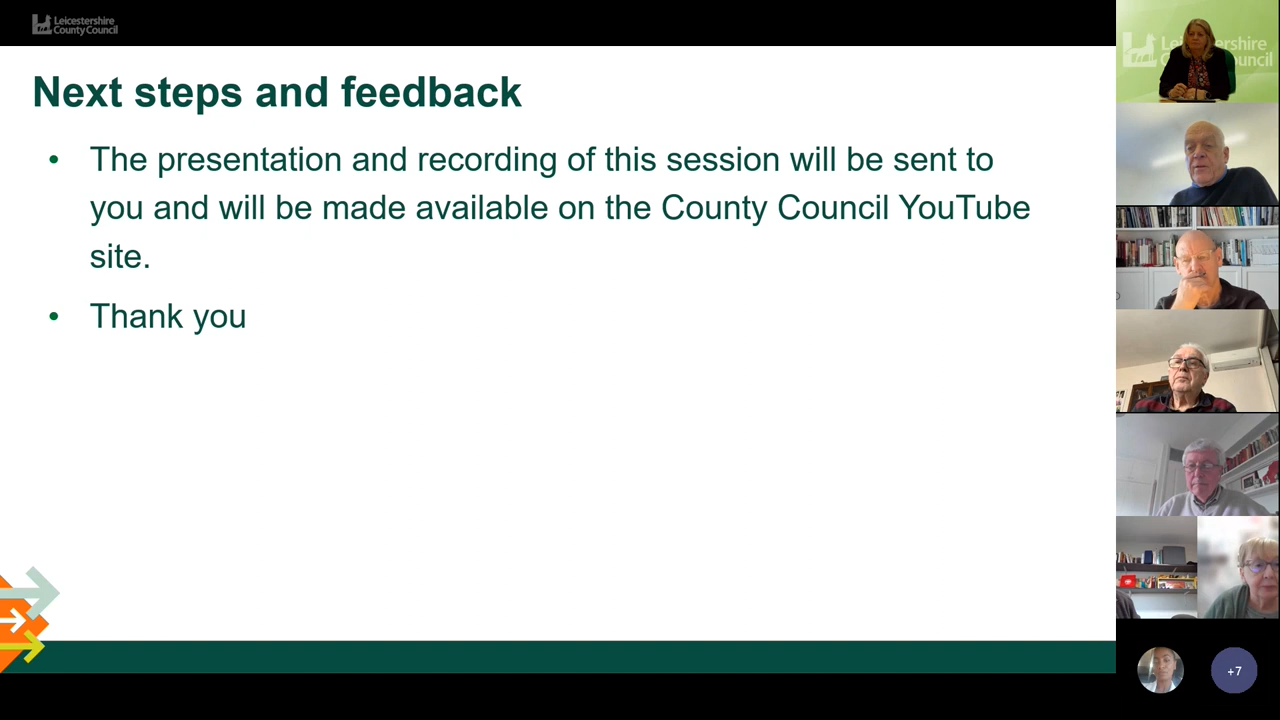 Leicestershire
County Council
Next steps and feedback
• The presentation and recording of this session will be sent to
you and will be made available on the County Council YouTube
site.
• Thank you
+7